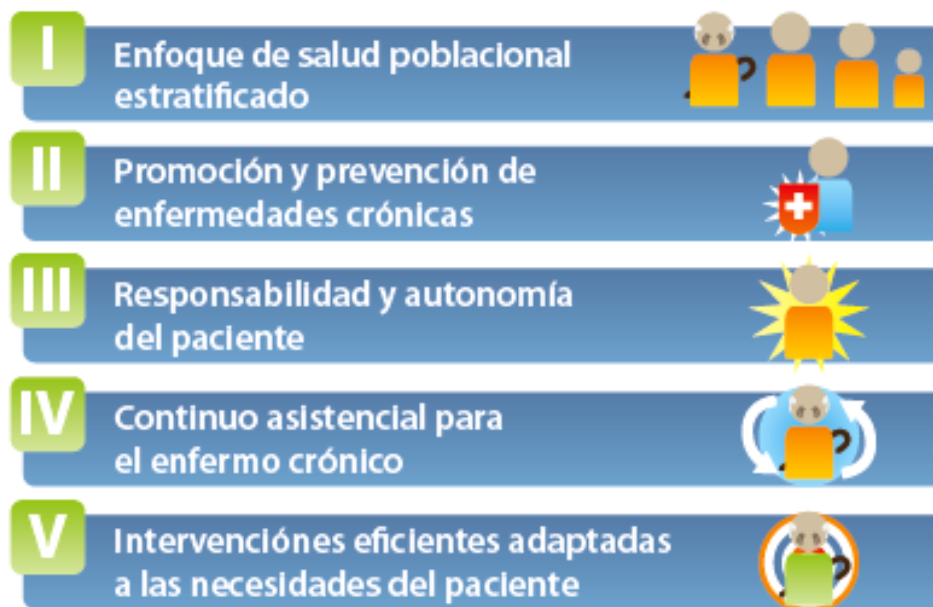 I
Enfoque de salud poblacional
estratificado
II
Promoción y prevención de
enfermedades crónicas
III
Responsabilidad y autonomía
del paciente
IV
Continuo asistencial para
el enfermo crónico
V
Intervenciónes eficientes adaptadas
a las necesidades del paciente